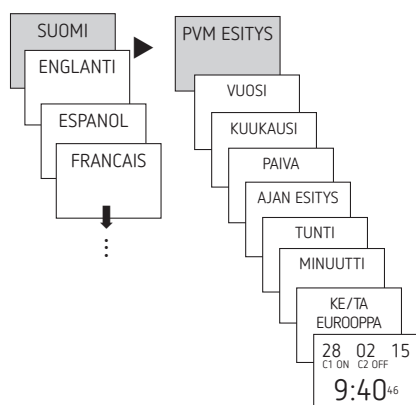 SUOMI
ENGLANTI
ESPANOL
FRANCAIS
PVM ESITYS
VUOSI
KUUKAUSI
PAIVA
AJAN ESITYS
TUNTI
MINUUTTI
KE/TA
EUROOPPA
28 02 15
C1 ON C2 OFF
9:40 46